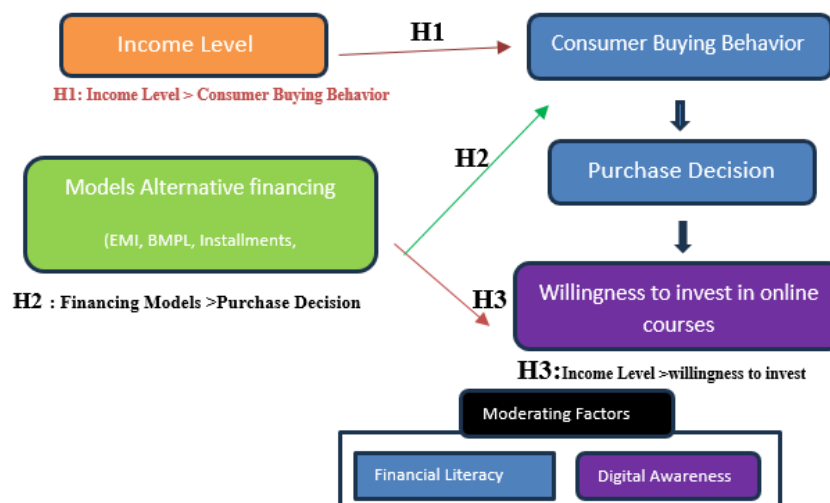 Income Level
H1
Consumer Buying Behavior
H1: Income Level > Consumer Buying Behavior
H2
Models Alternative financing
(EMI, BMPL, Installments,
Purchase Decision
H2 : Financing Models >Purchase Decision
H3
Willingness to invest in online
courses
H3:Income Level >willingness to invest
Moderating Factors
Financial Literacy
Digital Awareness